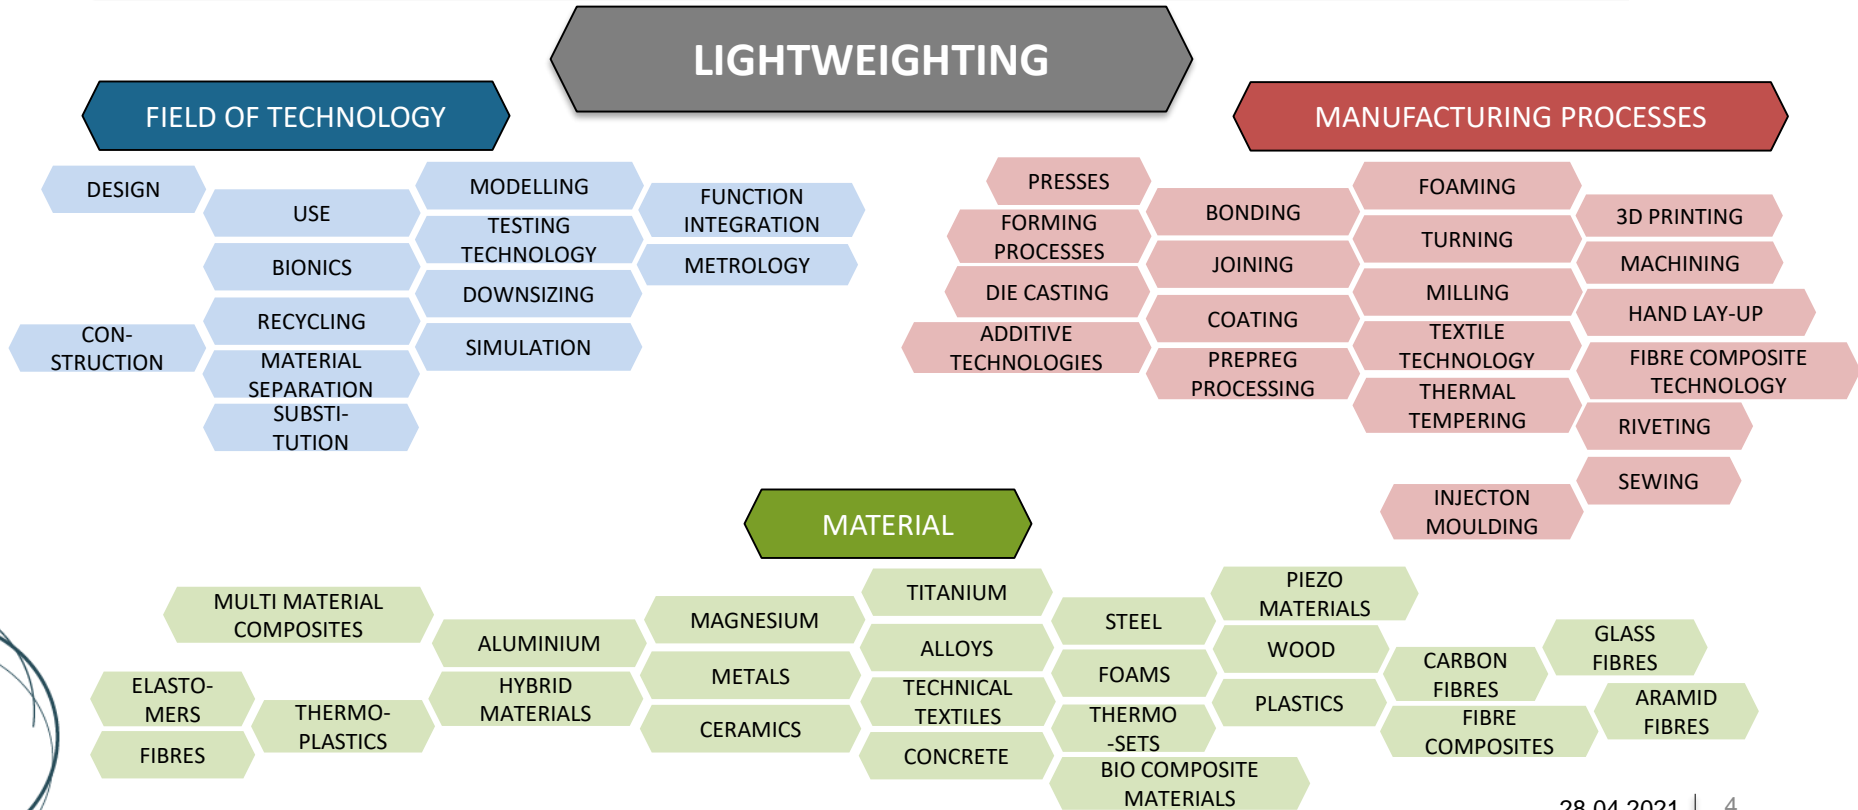 LIGHTWEIGHTING
FIELD OF TECHNOLOGY
DESIGN
USE
BIONICS
RECYCLING
CON-
STRUCTION
MATERIAL
SEPARATION
SUBSTI-
TUTION
MODELLING
TESTING
TECHNOLOGY
DOWNSIZING
SIMULATION
FUNCTION
INTEGRATION
METROLOGY
MANUFACTURING PROCESSES
PRESSES
FORMING
PROCESSES
DIE CASTING
ADDITIVE
TECHNOLOGIES
BONDING
JOINING
COATING
PREPREG
PROCESSING
FOAMING
TURNING
MILLING
TEXTILE
TECHNOLOGY
THERMAL
TEMPERING
3D PRINTING
MACHINING
HAND LAY-UP
FIBRE COMPOSITE
TECHNOLOGY
RIVETING
SEWING
INJECTON
MOULDING
MATERIAL
MULTI MATERIAL
COMPOSITES
ELASTO-
MERS
FIBRES
THERMO-
PLASTICS
ALUMINIUM
HYBRID
MATERIALS
MAGNESIUM
METALS
CERAMICS
TITANIUM
ALLOYS
TECHNICAL
TEXTILES
CONCRETE
STEEL
FOAMS
THERMO
-SETS
BIO COMPOSITE
MATERIALS
PIEZO
MATERIALS
WOOD
PLASTICS
CARBON
FIBRES
FIBRE
COMPOSITES
GLASS
FIBRES
ARAMID
FIBRES
28.04.2021 | 4